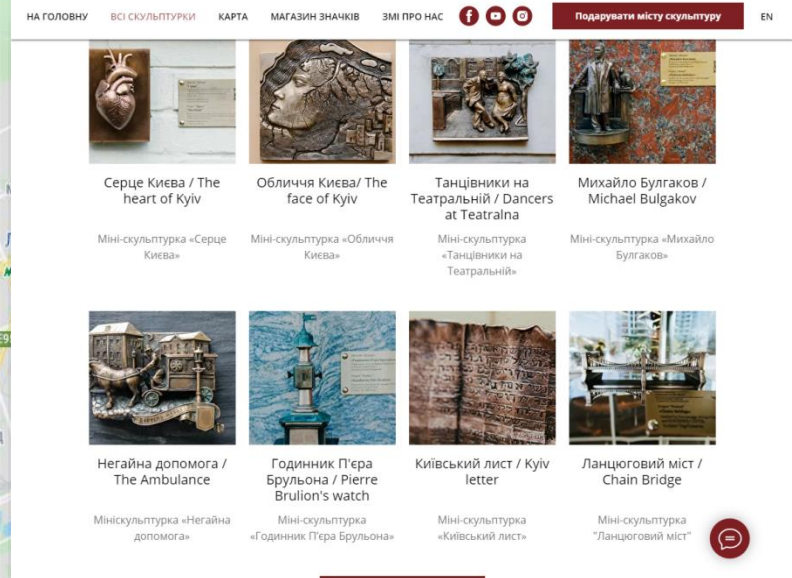 НА ГОЛОВНУ ВСІ СКУЛЬПТУРКИ КАРТА МАГАЗИН ЗНАЧКІВ ЗМІ ПРО НАС Подарувати місту скульптуру EN
Серце Києва / The
heart of Kyiv
Міні-скульптурка «Серце
Києва»
Обличчя Києва/ The
face of Kyiv
Міні-скульптурка «Обличчя
Києва»
Танцівники на
Театральній / Dancers
at Teatralna
Міні-скульптурка
«Танцівники на
Театральній»
Михайло Булгаков /
Michael Bulgakov
Міні-скульптурка «Михайло
Булгаков»
Негайна допомога /
The Ambulance
Мініскульптурка «Негайна
допомога»
Годинник П'єра
Брульона / Pierre
Brulion's watch
Міні-скульптурка
«Годинник П'єра Брульона»
Київський лист / Kyiv
letter
Міні-скульптурка
«Київський лист»
Ланцюговий міст /
Chain Bridge
Міні-скульптурка
"Ланцюговий міст"